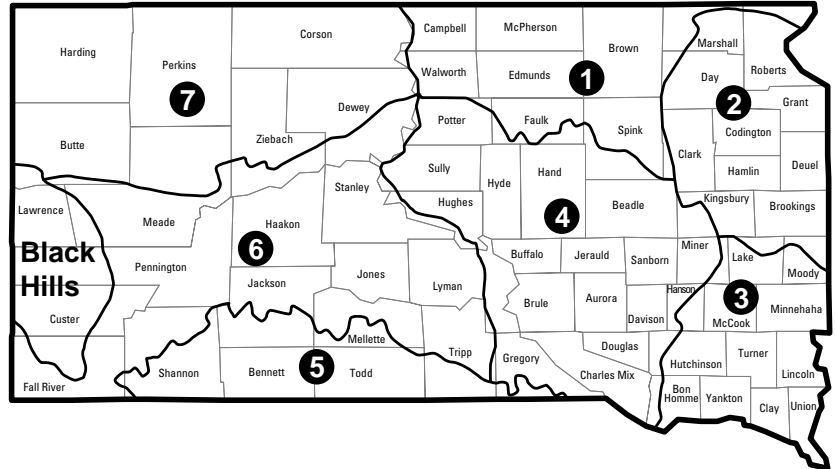 Campbell
McPherson
Marshall
Harding
Corson
Brown
Perkins
Walworth
Edmunds
1
Day
Roberts
7
2
Grant
Dewey
Potter
Faulk
Spink
Codington
Butte
Ziebach
Clark
Deuel
Sully
Hand
Hamlin
Stanley
Hyde
Lawrence
Meade
Haakon
Hughes
4
Beadle
Kingsbury
Brookings
Black
Hills
6
Pennington
Buffalo
Jerauld
Sanborn
Miner
Lake
Moody
Jackson
Jones
Lyman
Brule
Aurora
Hanson
3
Minnehaha
Custer
Davison
McCook
Mellette
Tripp
Douglas
Turner
Fall River
Shannon
Bennett
5
Todd
Gregory
Charles Mix
Hutchinson
Lincoln
Bon
Homme
Yankton
Clay
Union